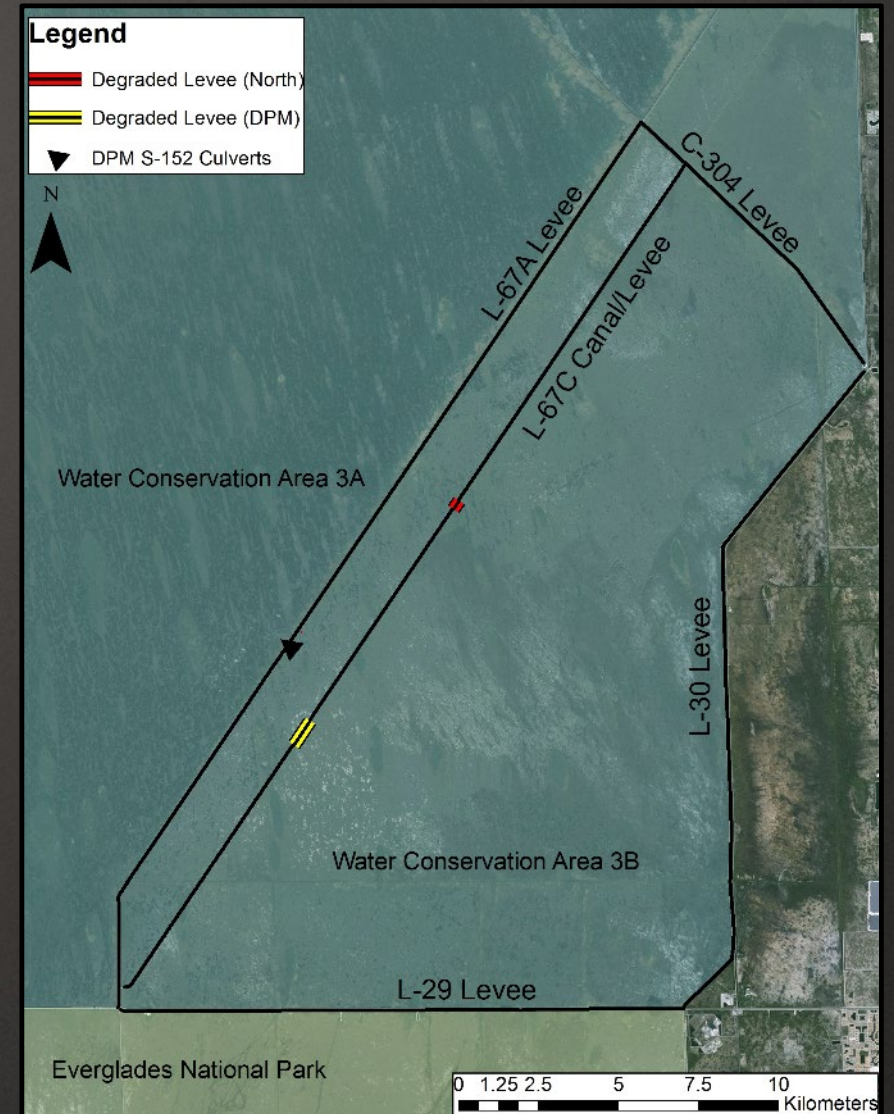 Legend
Degraded Levee (North)
Degraded Levee (DPM)
DPM S-152 Culverts
N
C-304 Levee
L-67A Levee
L-67C Canal/Levee
Water Conservation Area 3A
L-30 Levee
Water Conservation Area 3B
L-29 Levee
Everglades National Park
0 1.25 2.5 5 7.5 10
Kilometers